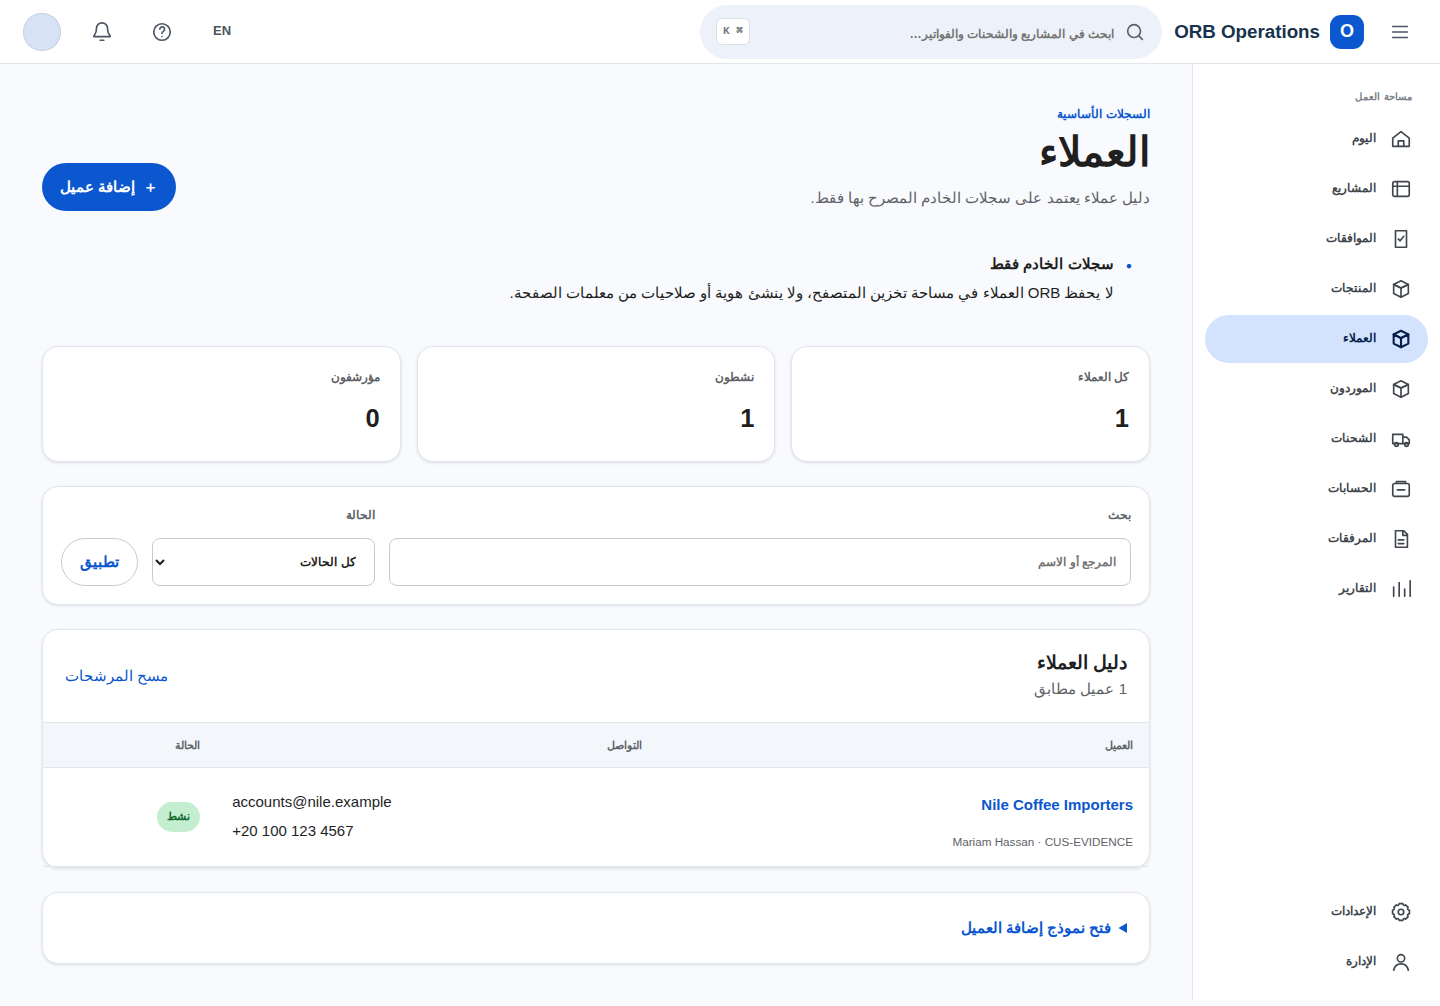 ORB Operations
O
ابحث في المشاريع والشحنات والفواتير...
⌘ K
EN
مساحة العمل
اليوم
المشاريع
الموافقات
المنتجات
العملاء
الموردون
الشحنات
الحسابات
المرفقات
التقارير
الإعدادات
الإدارة
السجلات الأساسية
العملاء
دليل عملاء يعتمد على سجلات الخادم المصرح بها فقط.
+ إضافة عميل
سجلات الخادم فقط
لا يحفظ ORB العملاء في مساحة تخزين المتصفح، ولا ينشئ هوية أو صلاحيات من معلمات الصفحة.
كل العملاء
1
نشطون
1
مؤرشفون
0
بحث
الحالة
المرجع أو الاسم
كل الحالات
تطبيق
دليل العملاء
1 عميل مطابق
مسح المرشحات
العميل
التواصل
الحالة
Nile Coffee Importers
Mariam Hassan · CUS-EVIDENCE
accounts@nile.example
+20 100 123 4567
نشط
فتح نموذج إضافة العميل